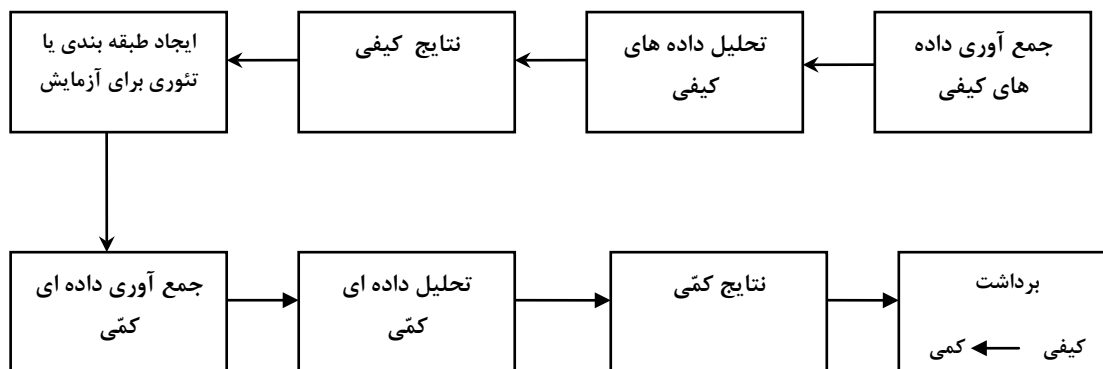 جمع آوری داده
های کیفی
تحلیل داده های
کیفی
نتایج کیفی
ایجاد طبقه بندی یا
تئوری برای آزمایش
جمع آوری داده ای
کمّی
تحلیل داده ای
کمّی
نتایج کمّی
برداشت
کیفی ← کمی